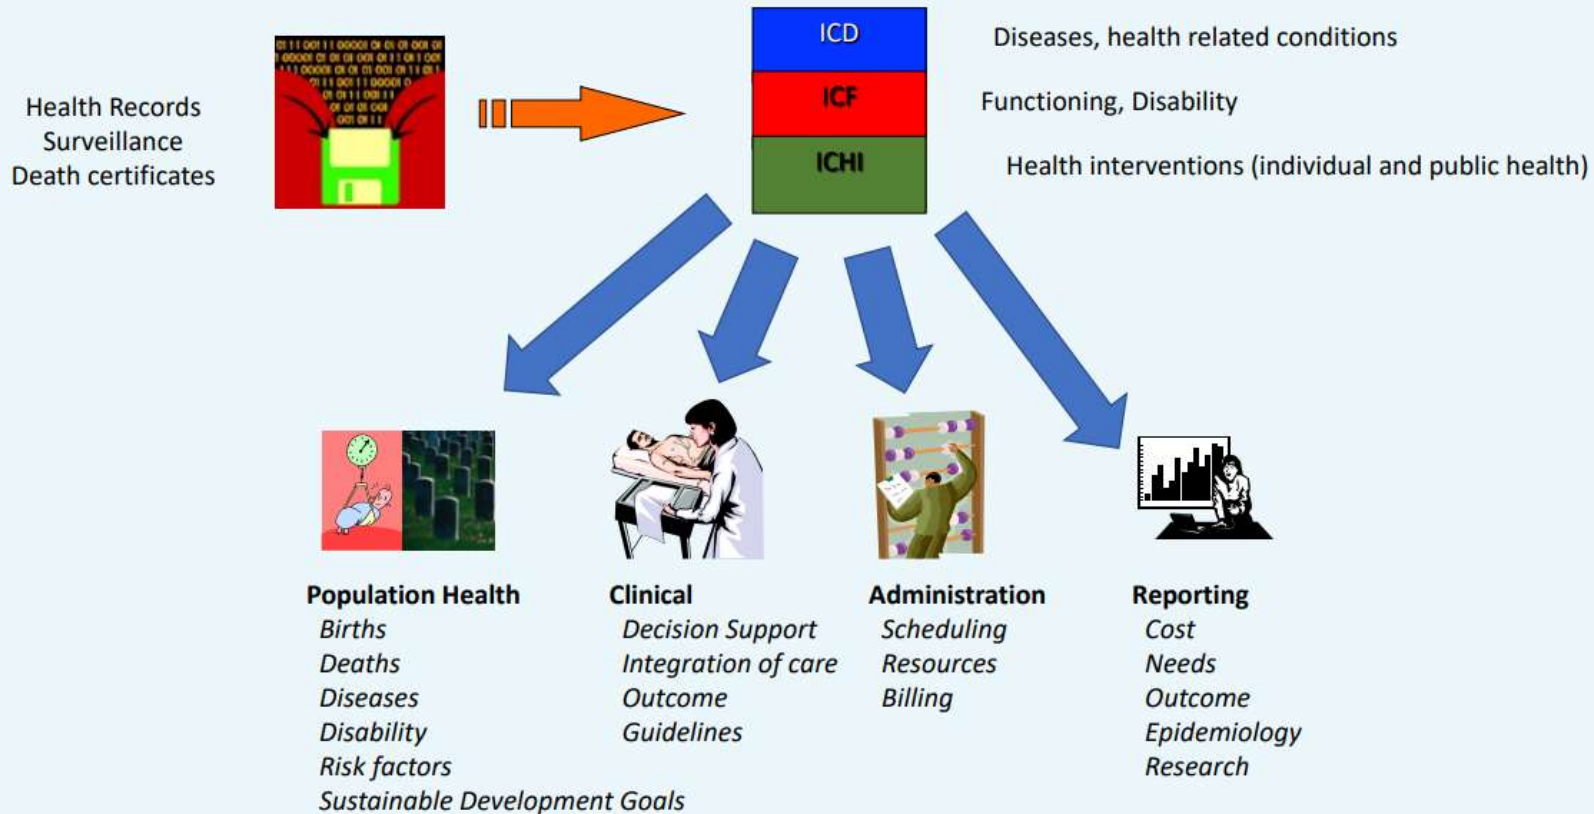 Health Records
Surveillance
Death certificates
ICD
Diseases, health related conditions
ICF
Functioning, Disability
ICHI
Health interventions (individual and public health)
Population Health
Births
Deaths
Diseases
Disability
Risk factors
Sustainable Development Goals
Clinical
Decision Support
Integration of care
Outcome
Guidelines
Administration
Scheduling
Resources
Billing
Reporting
Cost
Needs
Outcome
Epidemiology
Research